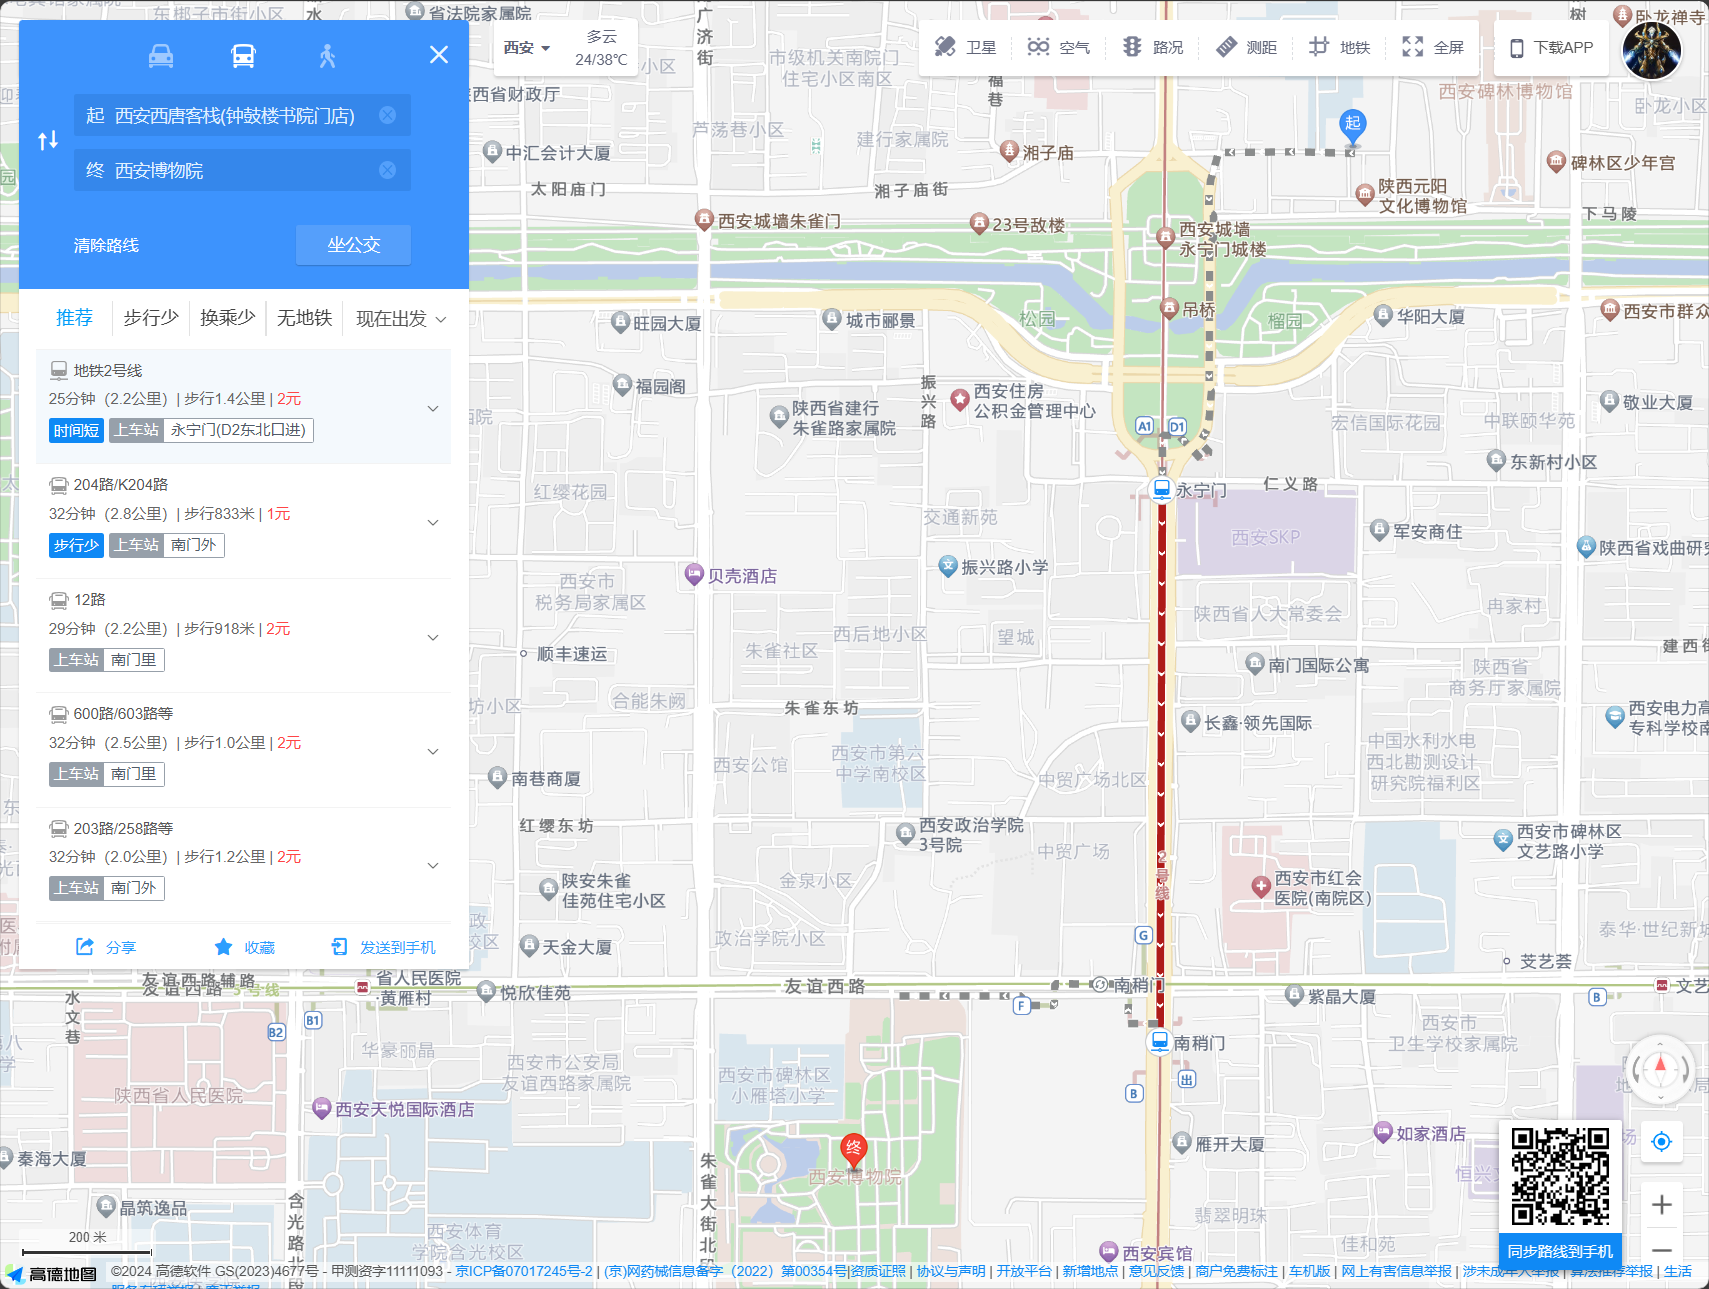 起 西安西唐客栈(钟鼓楼书院门店)
终 西安博物院
清除路线
坐公交
推荐
步行少
换乘少
无地铁
现在出发
地铁2号线
25分钟 (2.2公里) | 步行1.4公里 | 2元
时间短 上车站 永宁门(D2东北口进)
204路/K204路
32分钟 (2.8公里) | 步行833米 | 1元
步行少 上车站 南门外
12路
29分钟 (2.2公里) | 步行918米 | 2元
上车站 南门里
600路/603路等
32分钟 (2.5公里) | 步行1.0公里 | 2元
上车站 南门里
203路/258路等
32分钟 (2.0公里) | 步行1.2公里 | 2元
上车站 南门外
分享
收藏
发送到手机
西安
多云
24/38℃
卫星
空气
路况
测距
地铁
全屏
下载APP
省法院家属院
广济街
市级机关南院门
住宅小区南区
福巷
卧龙禅寺
西安碑林博物馆
卧龙小区
西省财政厅
芦荡巷小区
建行家属院
中汇会计大厦
湘子庙
起
碑林区少年宫
太阳庙门
湘子庙街
陕西元阳
文化博物馆
下马陵
西安城墙朱雀门
23号敌楼
西安城墙
永宁门城楼
旺园大厦
城市郦景
松园
吊桥
榴园
华阳大厦
西安市群众
福园阁
振兴路
西安住房
公积金管理中心
陕西省建行
朱雀路家属院
A1
D1
宏信国际花园
中联颐华苑
敬业大厦
东新村小区
红缨花园
交通新苑
永宁门
仁义路
西安SKP
军安商住
陕西省戏曲研究
贝壳酒店
振兴路小学
西安市
税务局家属区
陕西省人大常委会
冉家村
西后地小区
望城
顺丰速运
朱雀社区
建西街
南门国际公寓
陕西省
商务厅家属院
坊小区
合能朱阙
朱雀东坊
长鑫·领先国际
西安电力高
专科学校南
西安市第六
中学南校区
西安公馆
中国水利水电
西北勘测设计
研究院福利区
南巷商厦
中贸广场北区
红缨东坊
西安政治学院
3号院
中贸广场
2号线
西安市碑林区
文艺路小学
陕安朱雀
佳苑住宅小区
金泉小区
西安市红会
医院(南院区)
天金大厦
政治学院小区
G
泰华·世纪新城
芠艺荟
友谊西路辅路
友谊西路
5号线
省人民医院
·黄雁村
悦欣佳苑
友谊西路
南稍门
F
紫晶大厦
B
文艺
水文巷
B2
B1
华豪丽晶
西安市公安局
友谊西路家属院
南稍门
西安市
卫生学校家属院
陕西省人民医院
西安市碑林区
小雁塔小学
出
B
西安天悦国际酒店
终
西安博物院
雁开大厦
如家酒店
秦海大厦
朱雀大街北段
晶筑逸品
含光路北段
翡翠明珠
西安体育
学院含光校区
西安宾馆
佳和苑
同步路线到手机
200 米
高德地图
©2024 高德软件 GS(2023)4677号 - 甲测资字11111093 - 京ICP备07017245号-2 | (京)网药械信息备字（2022）第00354号|资质证照 | 协议与声明 | 开放平台 | 新增地点 | 意见反馈 | 商户免费标注 | 车机版 | 网上有害信息举报 | 涉未成年人举报 | 算法推荐举报 | 生活